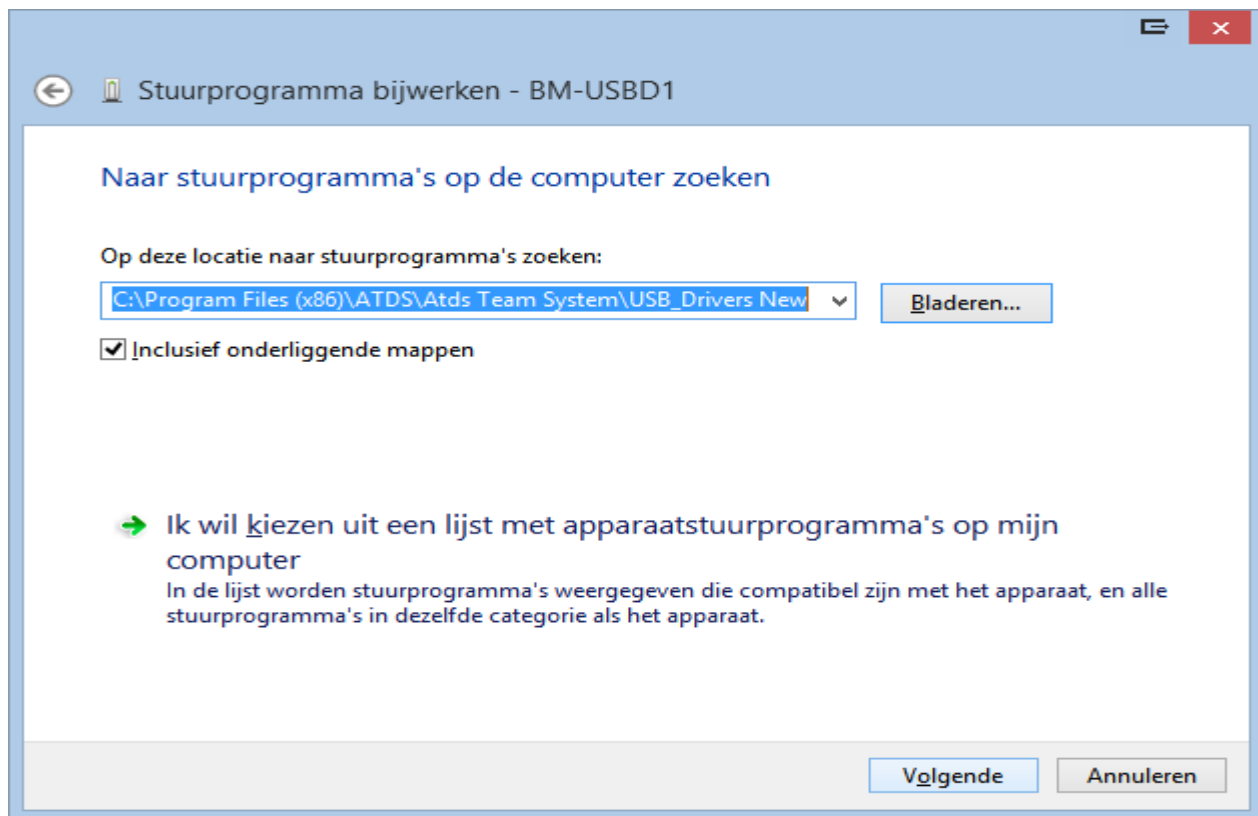 Stuurprogramma bijwerken - BM-USBD1
Naar stuurprogramma's op de computer zoeken
Op deze locatie naar stuurprogramma's zoeken:
C:\Program Files (x86)\ATDS\Atds Team System\USB_Drivers New
Bladeren...
Inclusief onderliggende mappen
Ik wil kiezen uit een lijst met apparaatstuurprogramma's op mijn
computer
In de lijst worden stuurprogramma's weergegeven die compatibel zijn met het apparaat, en alle
stuurprogramma's in dezelfde categorie als het apparaat.
Volgende
Annuleren